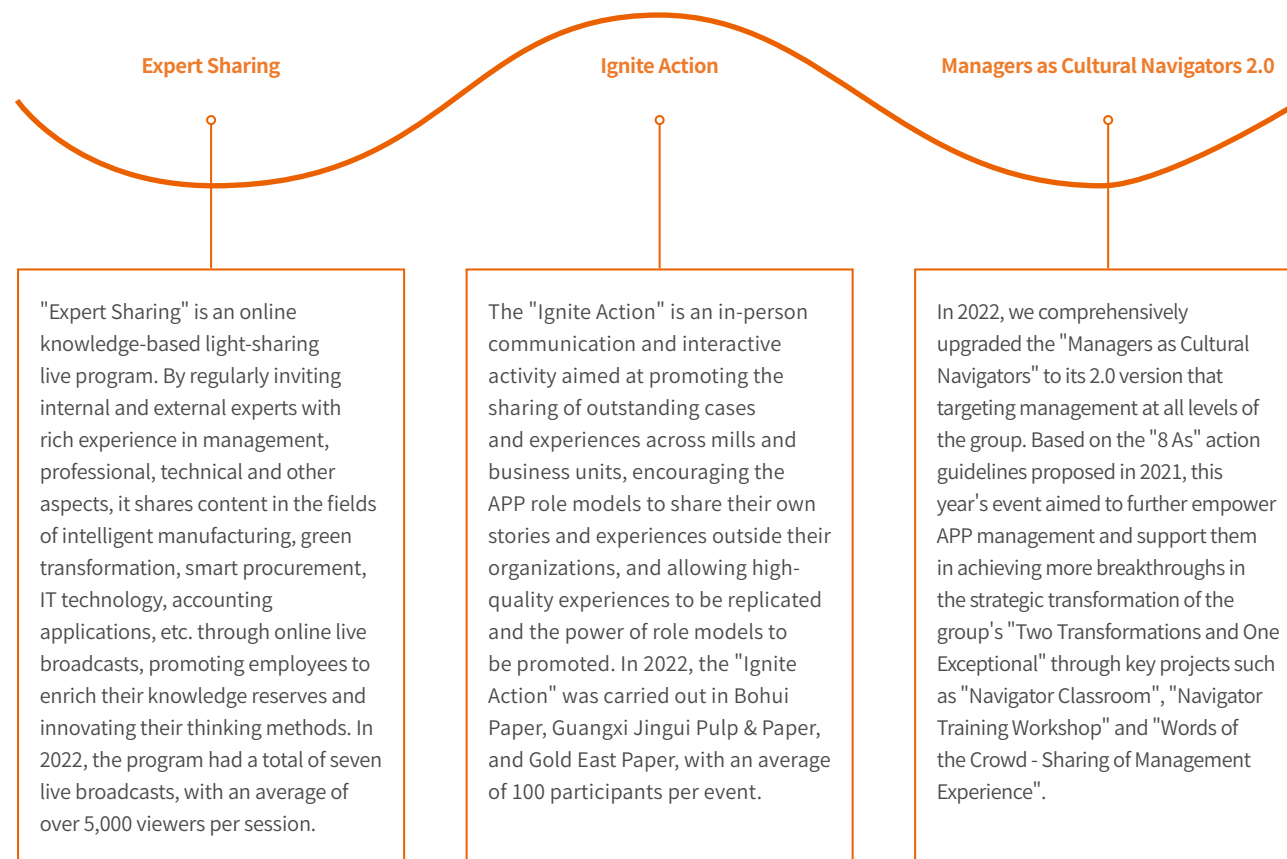 Expert Sharing
"Expert Sharing" is an online
knowledge-based light-sharing
live program. By regularly inviting
internal and external experts with
rich experience in management,
professional, technical and other
aspects, it shares content in the fields
of intelligent manufacturing, green
transformation, smart procurement,
IT technology, accounting
applications, etc. through online live
broadcasts, promoting employees to
enrich their knowledge reserves and
innovating their thinking methods. In
2022, the program had a total of seven
live broadcasts, with an average of
over 5,000 viewers per session.
Ignite Action
The "Ignite Action" is an in-person
communication and interactive
activity aimed at promoting the
sharing of outstanding cases
and experiences across mills and
business units, encouraging the
APP role models to share their own
stories and experiences outside their
organizations, and allowing high-
quality experiences to be replicated
and the power of role models to
be promoted. In 2022, the "Ignite
Action" was carried out in Bohui
Paper, Guangxi Jingui Pulp & Paper,
and Gold East Paper, with an average
of 100 participants per event.
Managers as Cultural Navigators 2.0
In 2022, we comprehensively
upgraded the "Managers as Cultural
Navigators" to its 2.0 version that
targeting management at all levels of
the group. Based on the "8 As" action
guidelines proposed in 2021, this
year's event aimed to further empower
APP management and support them
in achieving more breakthroughs in
the strategic transformation of the
group's "Two Transformations and One
Exceptional" through key projects such
as "Navigator Classroom", "Navigator
Training Workshop" and "Words of
the Crowd - Sharing of Management
Experience".